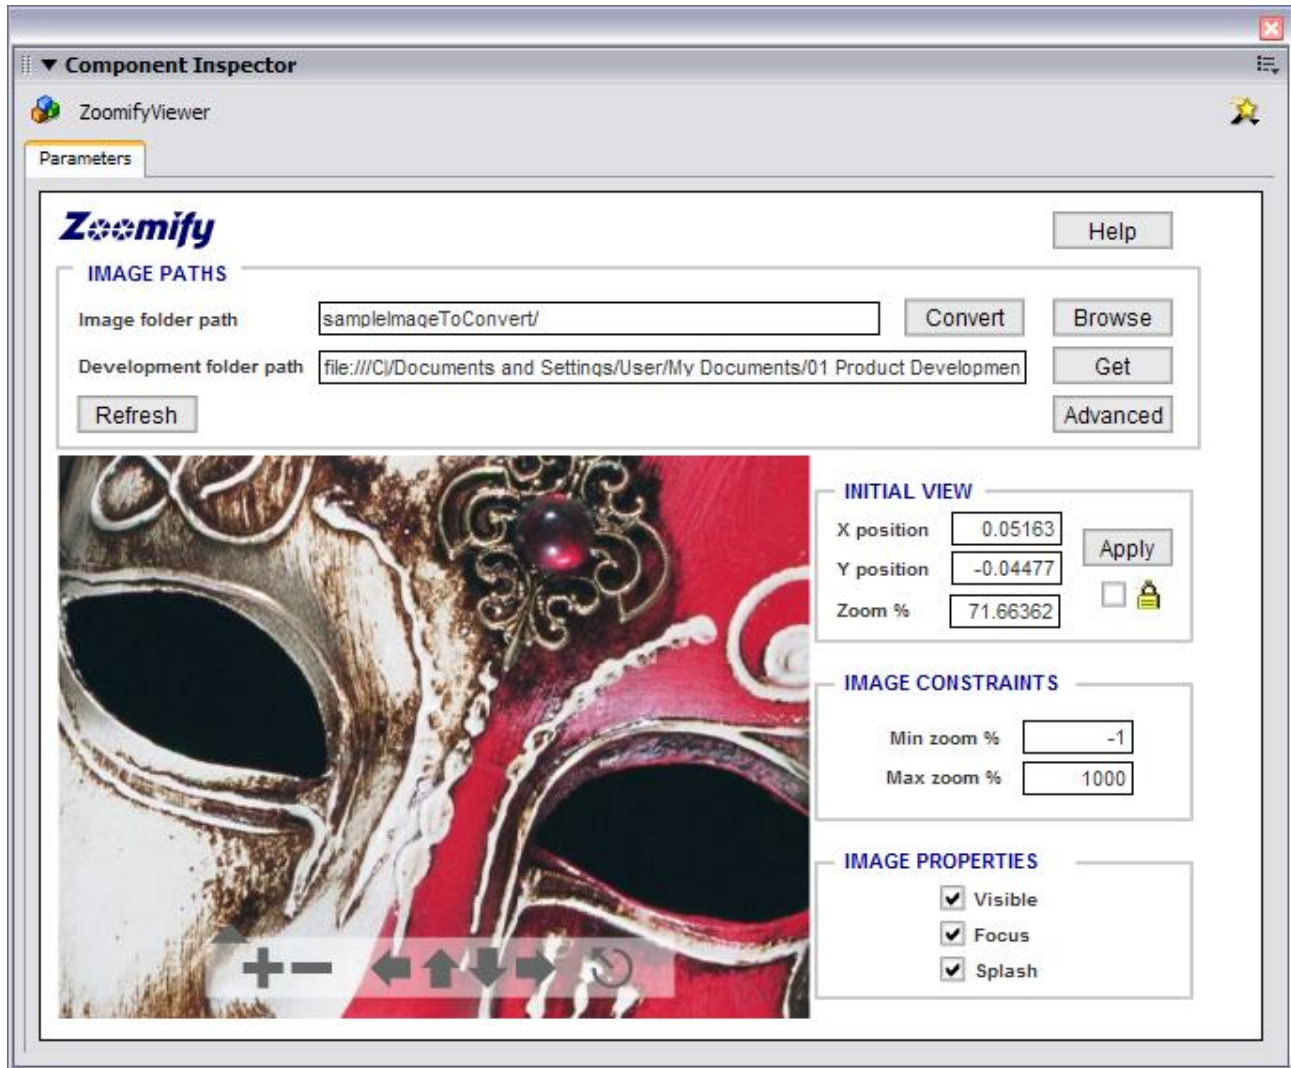 Component Inspector
ZoomifyViewer
Parameters
Zoomify
Help
IMAGE PATHS
Image folder path sampleImageToConvert/ Convert Browse
Development folder path file:///C|/Documents and Settings/User/My Documents/01 Product Developmen Get
Refresh Advanced
INITIAL VIEW
X position 0.05163
Apply
Y position -0.04477
Zoom % 71.66362
IMAGE CONSTRAINTS
Min zoom % -1
Max zoom % 1000
IMAGE PROPERTIES
Visible
Focus
Splash